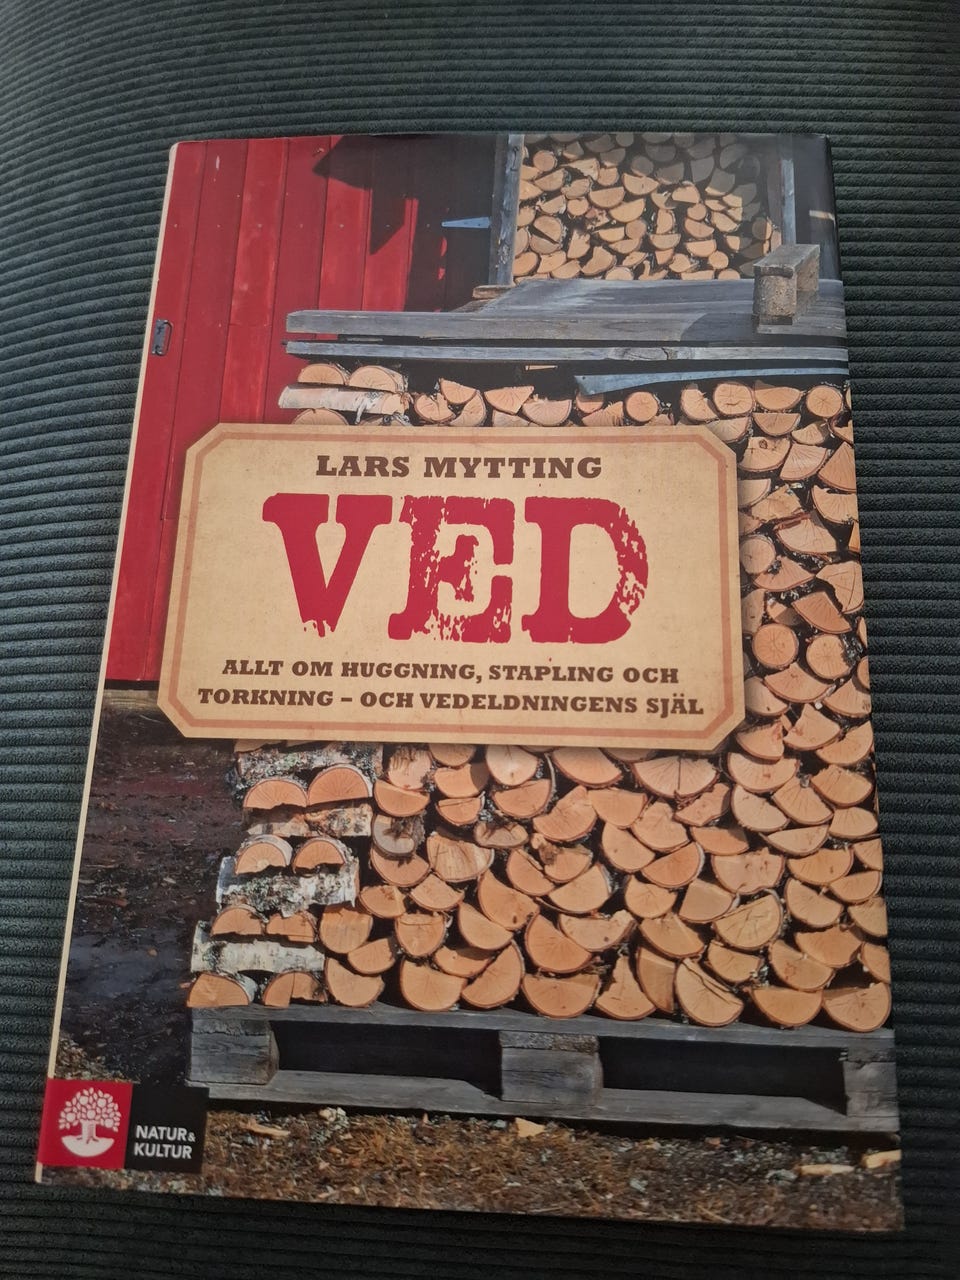 LARS MYTTING
VED
ALLT OM HUGGNING, STAPLING OCH
TORKNING – OCH VEDELDNINGENS SJÄL
NATUR &
KULTUR